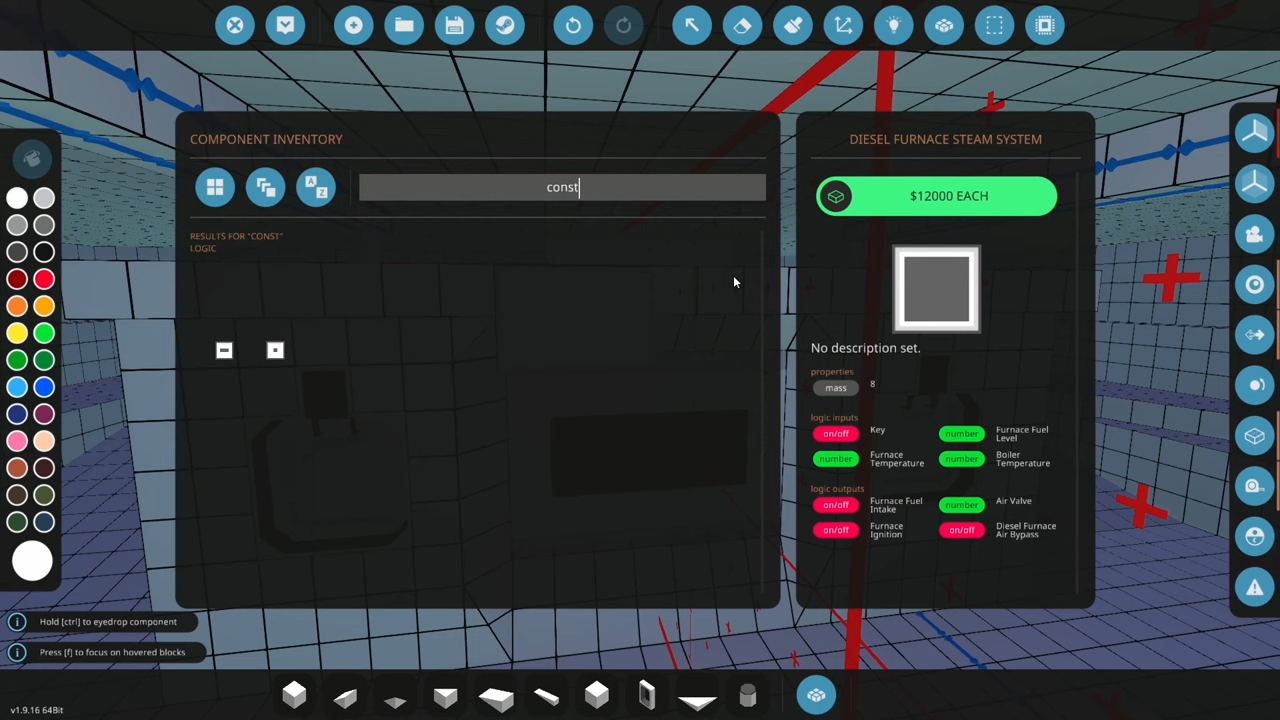 COMPONENT INVENTORY
const
RESULTS FOR "CONST"
LOGIC
DIESEL FURNACE STEAM SYSTEM
$12000 EACH
No description set.
properties
mass 8
logic inputs
on/off Key number Furnace Fuel Level
number Furnace Temperature number Boiler Temperature
logic outputs
on/off Furnace Fuel Intake number Air Valve
on/off Furnace Ignition on/off Diesel Furnace Air Bypass
Hold [ctrl] to eyedrop component
Press [f] to focus on hovered blocks
v1.9.16 64Bit